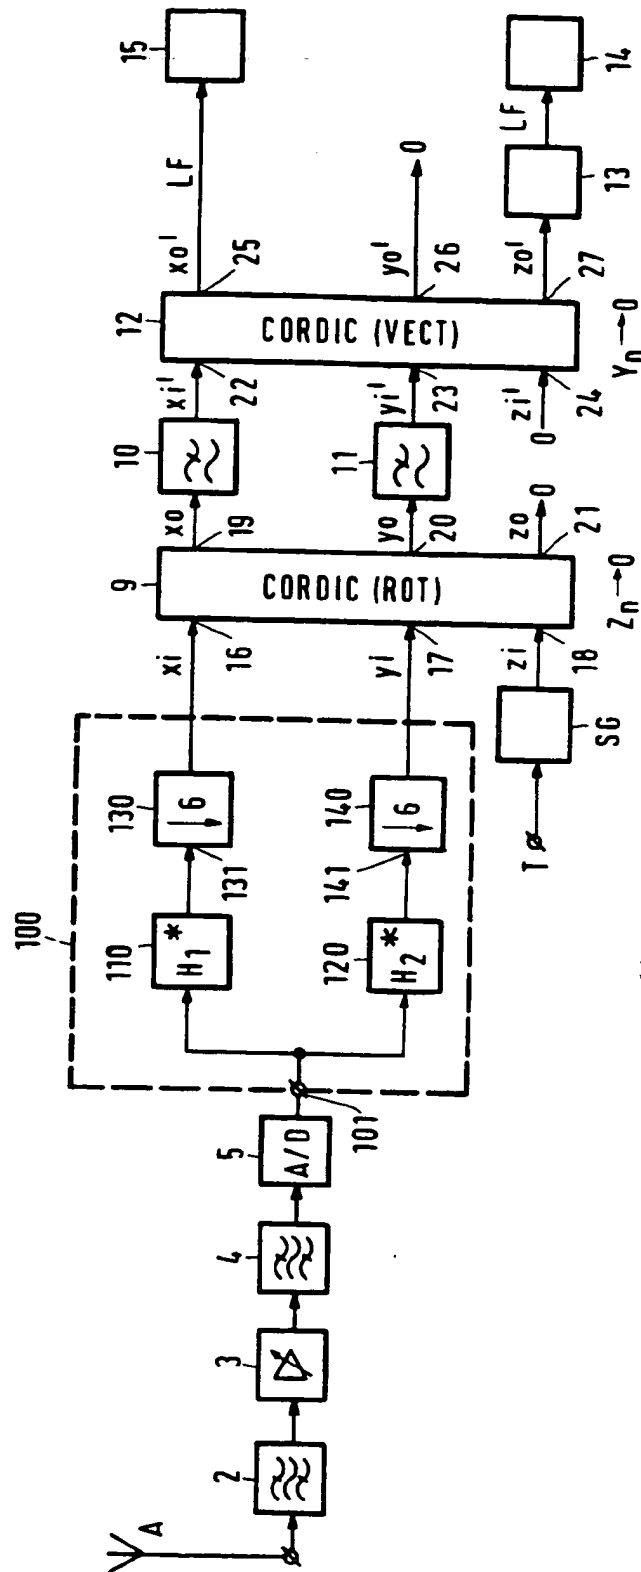 A
2
3
4
5
A/D
101
100
110
H1*
131
130
↓6
120
H2*
141
140
↓6
T
SG
xi
16
yi
17
zi
18
9
CORDIC (ROT)
Zn→0
xo
19
yo
20
zo
21
0
10
11
xi'
22
yi'
23
zi'
24
0
12
CORDIC (VECT)
Yn→0
xo'
25
yo'
26
zo'
27
LF
0
13
LF
15
14